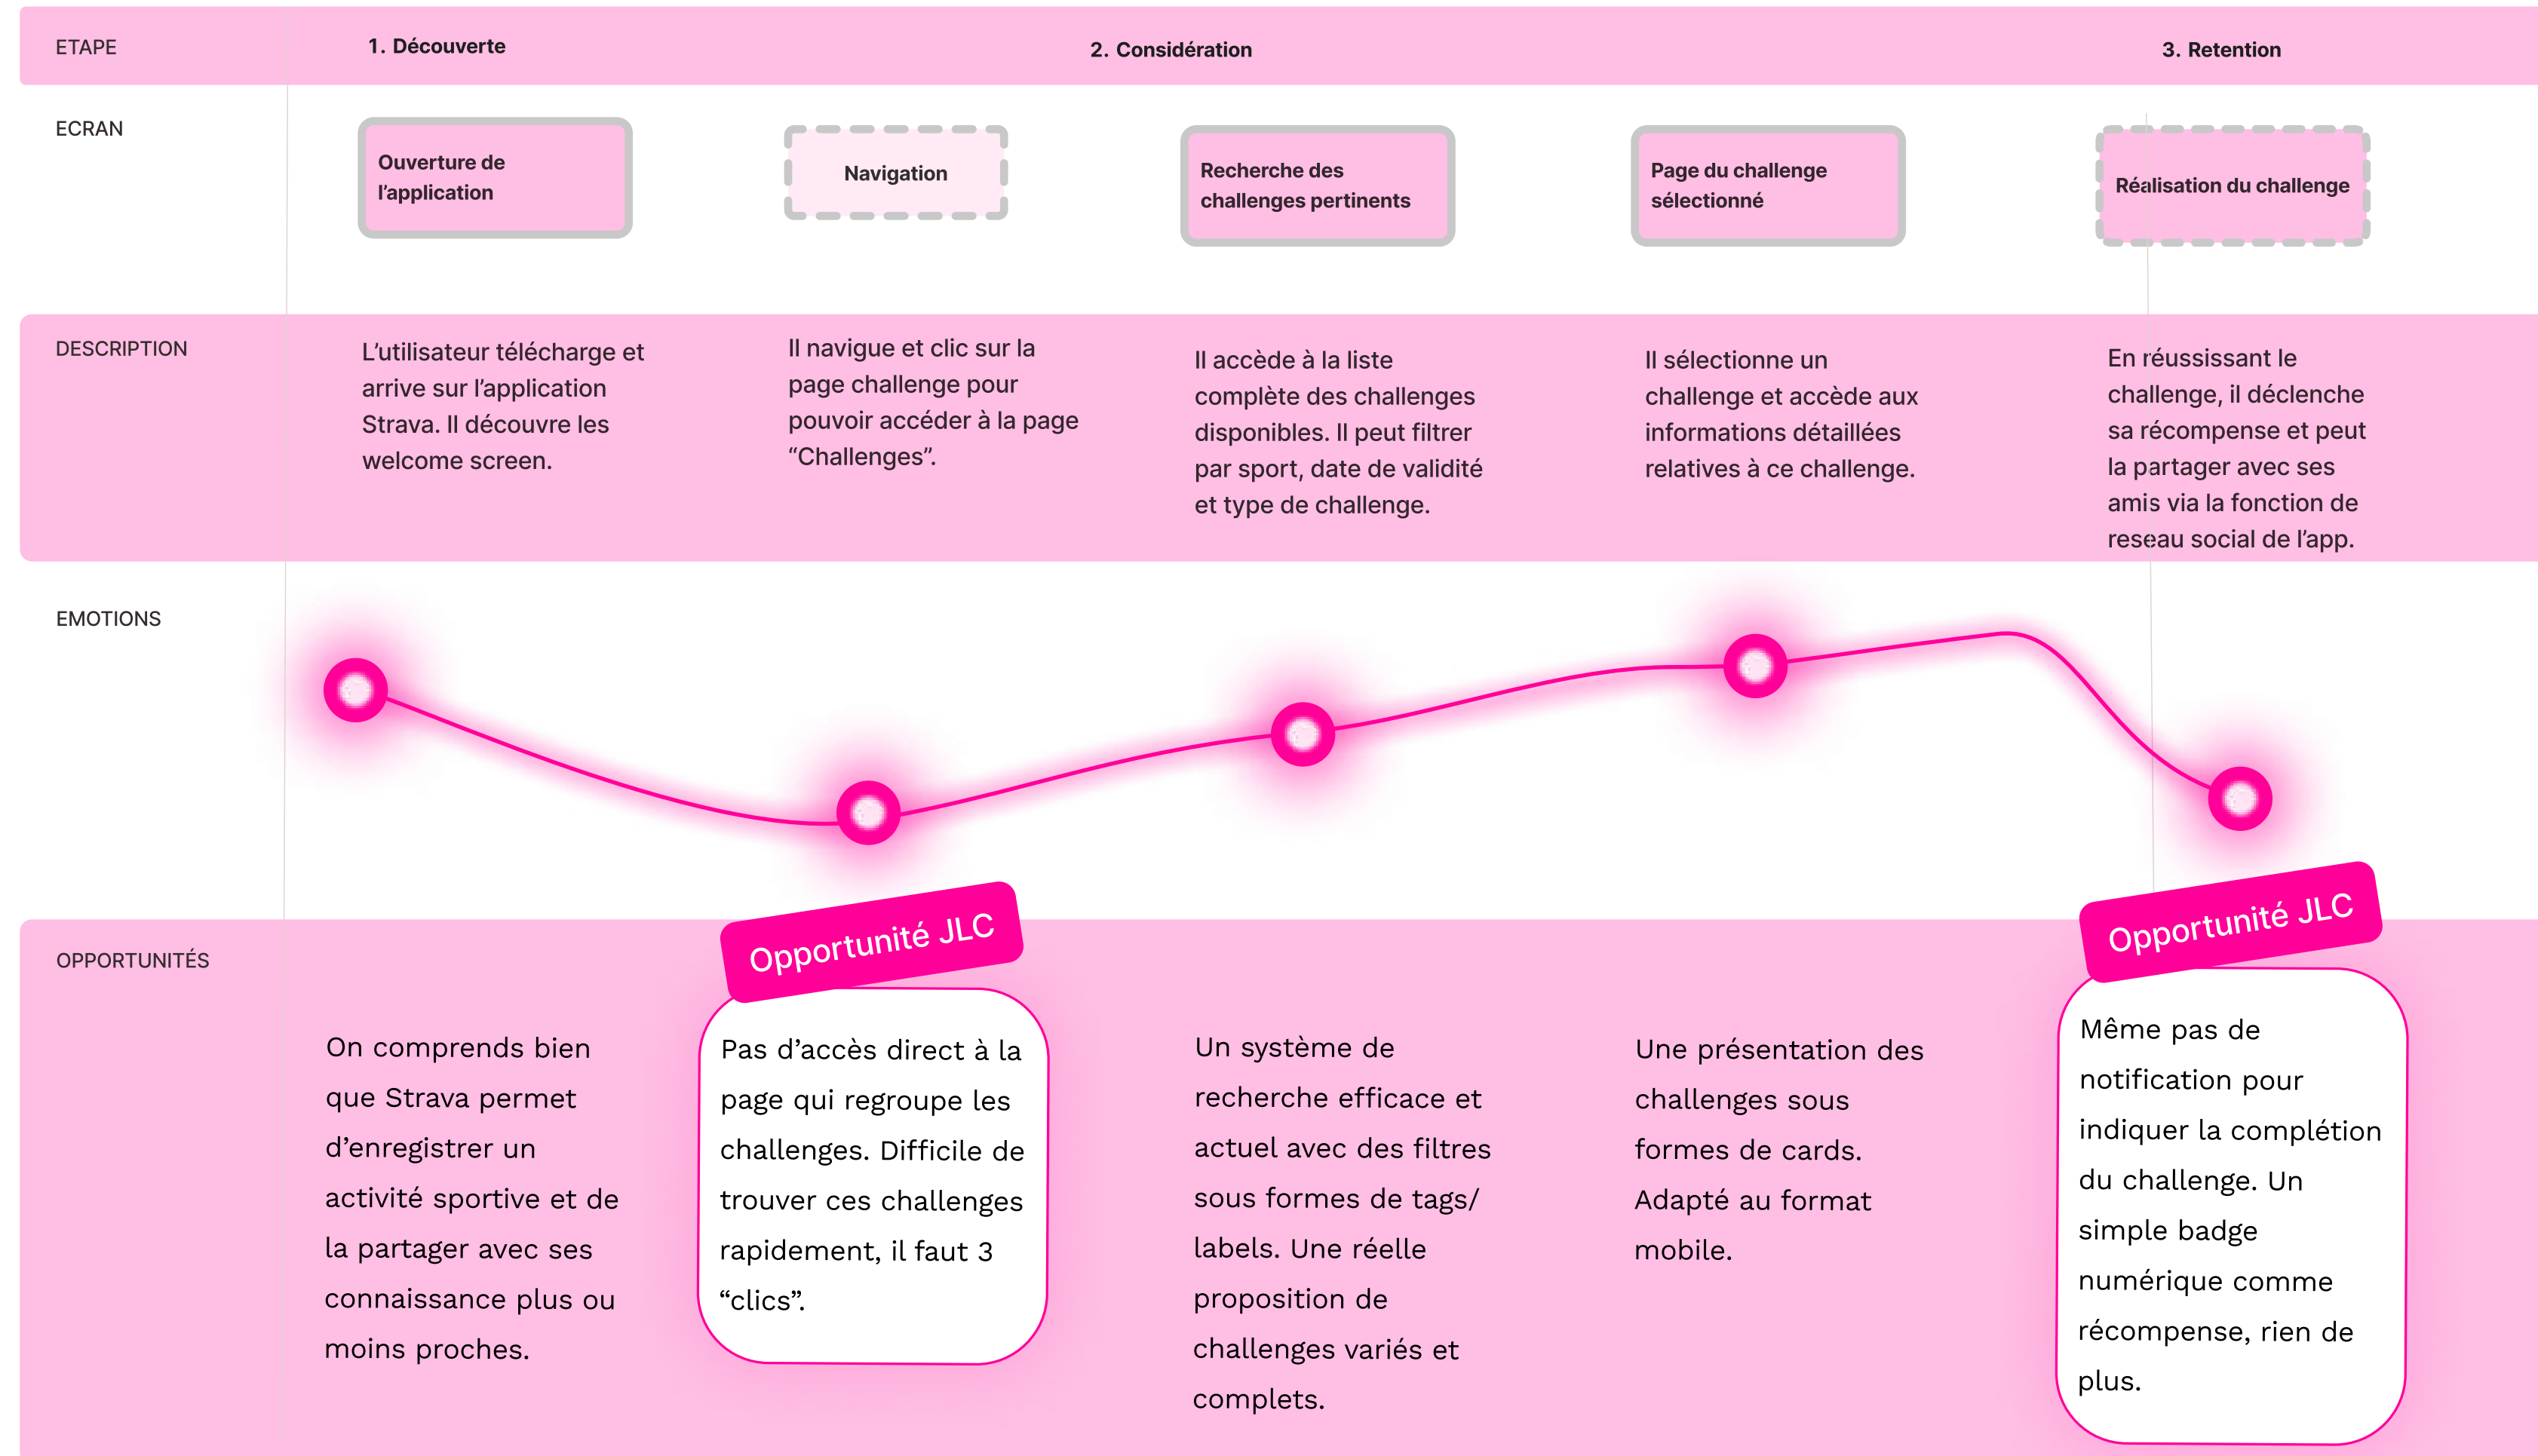 ETAPE
1. Découverte
2. Considération
3. Retention
ECRAN
Ouverture de
l’application
Navigation
Recherche des
challenges pertinents
Page du challenge
sélectionné
Réalisation du challenge
DESCRIPTION
L’utilisateur télécharge et
arrive sur l’application
Strava. Il découvre les
welcome screen.
Il navigue et clic sur la
page challenge pour
pouvoir accéder à la page
“Challenges”.
Il accède à la liste
complète des challenges
disponibles. Il peut filtrer
par sport, date de validité
et type de challenge.
Il sélectionne un
challenge et accède aux
informations détaillées
relatives à ce challenge.
En réussissant le
challenge, il déclenche
sa récompense et peut
la partager avec ses
amis via la fonction de
reseau social de l’app.
EMOTIONS
OPPORTUNITÉS
On comprends bien
que Strava permet
d’enregistrer un
activité sportive et de
la partager avec ses
connaissance plus ou
moins proches.
Opportunité JLC
Pas d’accès direct à la
page qui regroupe les
challenges. Difficile de
trouver ces challenges
rapidement, il faut 3
“clics”.
Un système de
recherche efficace et
actuel avec des filtres
sous formes de tags/
labels. Une réelle
proposition de
challenges variés et
complets.
Une présentation des
challenges sous
formes de cards.
Adapté au format
mobile.
Opportunité JLC
Même pas de
notification pour
indiquer la complétion
du challenge. Un
simple badge
numérique comme
récompense, rien de
plus.